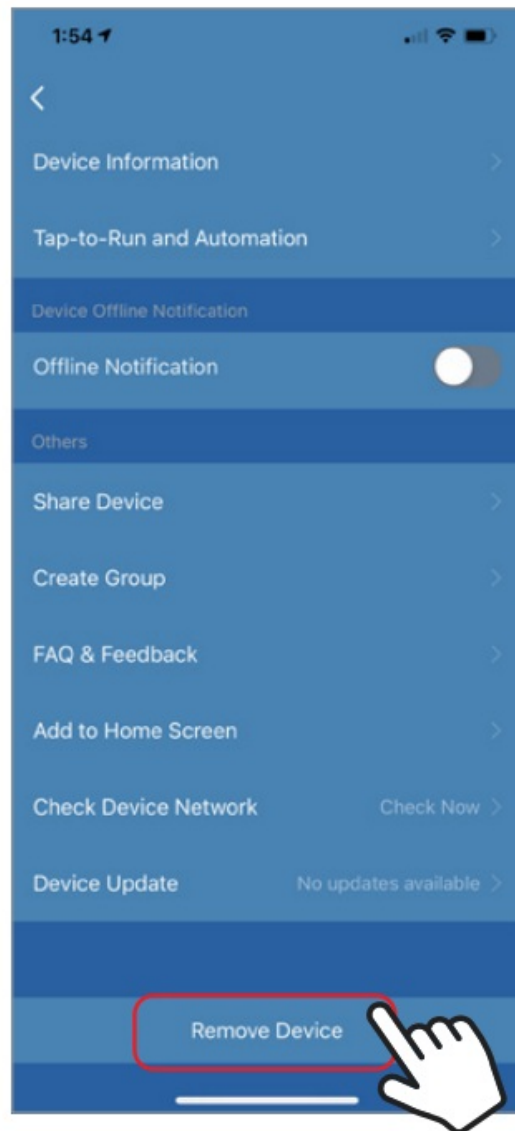 1:54
Device Information
Tap-to-Run and Automation
Device Offline Notification
Offline Notification
Others
Share Device
Create Group
FAQ & Feedback
Add to Home Screen
Check Device Network Check Now
Device Update No updates available
Remove Device